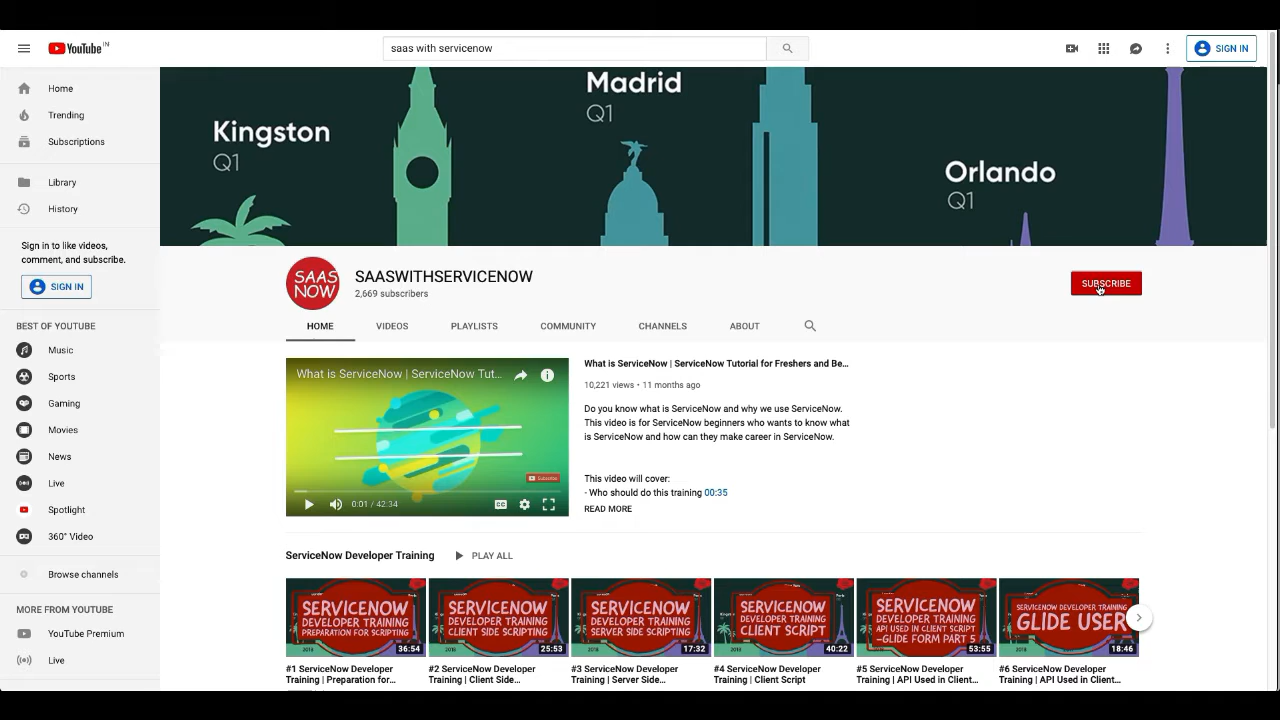 YouTube IN
saas with servicenow
SIGN IN
Home
Trending
Subscriptions
Library
History
Sign in to like videos,
comment, and subscribe.
SIGN IN
BEST OF YOUTUBE
Music
Sports
Gaming
Movies
News
Live
Spotlight
360° Video
Browse channels
MORE FROM YOUTUBE
YouTube Premium
Live
Kingston
Q1
Madrid
Q1
Orlando
Q1
SAAS
NOW
SAASWITHSERVICENOW
2,669 subscribers
SUBSCRIBE
HOME VIDEOS PLAYLISTS COMMUNITY CHANNELS ABOUT
What is ServiceNow | ServiceNow Tut...
Subscribe
0:01 / 42:34
CC
What is ServiceNow | ServiceNow Tutorial for Freshers and Be...
10,221 views • 11 months ago
Do you know what is ServiceNow and why we use ServiceNow.
This video is for ServiceNow beginners who wants to know what
is ServiceNow and how can they make career in ServiceNow.
This video will cover:
- Who should do this training 00:35
READ MORE
ServiceNow Developer Training PLAY ALL
SERVICENOW
DEVELOPER TRAINING
PREPARATION FOR SCRIPTING
2018
36:54
#1 ServiceNow Developer
Training | Preparation for...
SERVICENOW
DEVELOPER TRAINING
CLIENT SIDE SCRIPTING
2018
25:53
#2 ServiceNow Developer
Training | Client Side...
SERVICENOW
DEVELOPER TRAINING
SERVER SIDE SCRIPTING
2018
17:32
#3 ServiceNow Developer
Training | Server Side...
SERVICENOW
DEVELOPER TRAINING
CLIENT SCRIPT
2018
40:22
#4 ServiceNow Developer
Training | Client Script
SERVICENOW
DEVELOPER TRAINING
API USED IN CLIENT SCRIPT
-GLIDE FORM PART 5
2018
53:55
#5 ServiceNow Developer
Training | API Used in Client...
SERVICENOW DEVELOPER TRAINING
GLIDE USER
2018
18:46
#6 ServiceNow Developer
Training | API Used in Client...